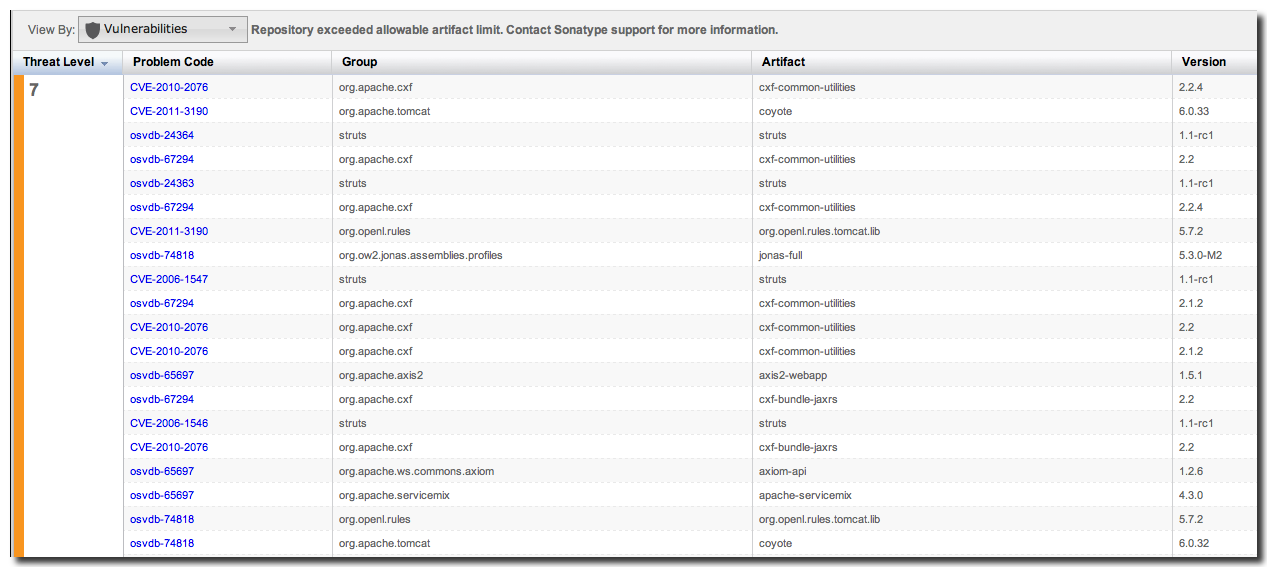 View By: Vulnerabilities Repository exceeded allowable artifact limit. Contact Sonatype support for more information.
Threat Level Problem Code Group Artifact Version
7 CVE-2010-2076 org.apache.cxf cxf-common-utilities 2.2.4
CVE-2011-3190 org.apache.tomcat coyote 6.0.33
osvdb-24364 struts struts 1.1-rc1
osvdb-67294 org.apache.cxf cxf-common-utilities 2.2
osvdb-24363 struts struts 1.1-rc1
osvdb-67294 org.apache.cxf cxf-common-utilities 2.2.4
CVE-2011-3190 org.openl.rules org.openl.rules.tomcat.lib 5.7.2
osvdb-74818 org.ow2.jonas.assemblies.profiles jonas-full 5.3.0-M2
CVE-2006-1547 struts struts 1.1-rc1
osvdb-67294 org.apache.cxf cxf-common-utilities 2.1.2
CVE-2010-2076 org.apache.cxf cxf-common-utilities 2.2
CVE-2010-2076 org.apache.cxf cxf-common-utilities 2.1.2
osvdb-65697 org.apache.axis2 axis2-webapp 1.5.1
osvdb-67294 org.apache.cxf cxf-bundle-jaxrs 2.2
CVE-2006-1546 struts struts 1.1-rc1
CVE-2010-2076 org.apache.cxf cxf-bundle-jaxrs 2.2
osvdb-65697 org.apache.ws.commons.axiom axiom-api 1.2.6
osvdb-65697 org.apache.servicemix apache-servicemix 4.3.0
osvdb-74818 org.openl.rules org.openl.rules.tomcat.lib 5.7.2
osvdb-74818 org.apache.tomcat coyote 6.0.32